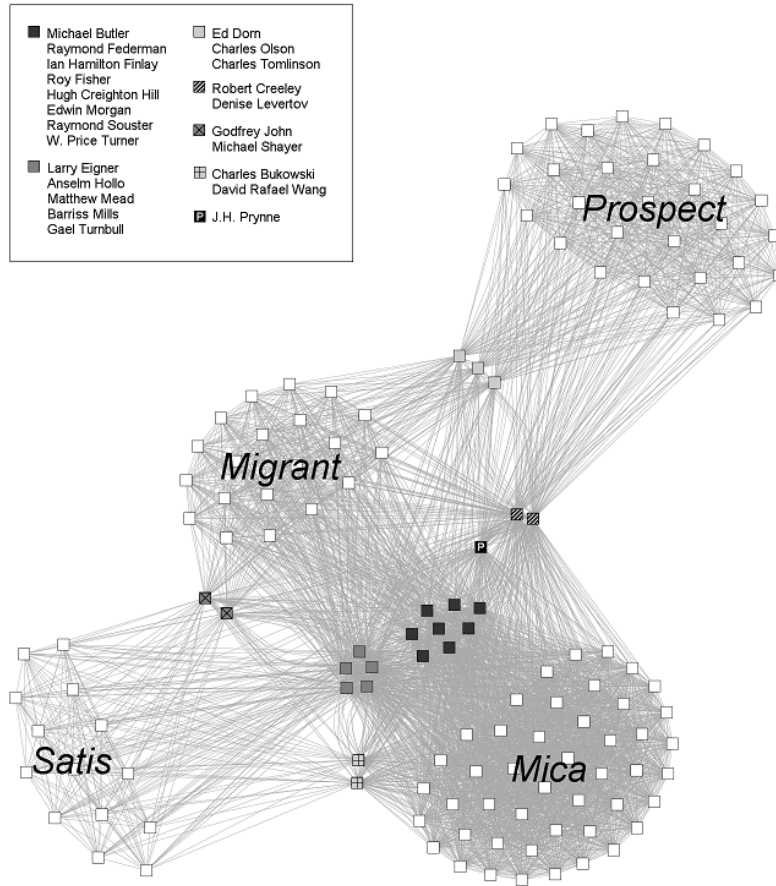 Michael Butler
Raymond Federman
Ian Hamilton Finlay
Roy Fisher
Hugh Creighton Hill
Edwin Morgan
Raymond Souster
W. Price Turner
Larry Eigner
Anselm Hollo
Matthew Mead
Barriss Mills
Gael Turnbull
Ed Dorn
Charles Olson
Charles Tomlinson
Robert Creeley
Denise Levertov
Godfrey John
Michael Shayer
Charles Bukowski
David Rafael Wang
P J.H. Prynne
Prospect
Migrant
P
Satis
Mica